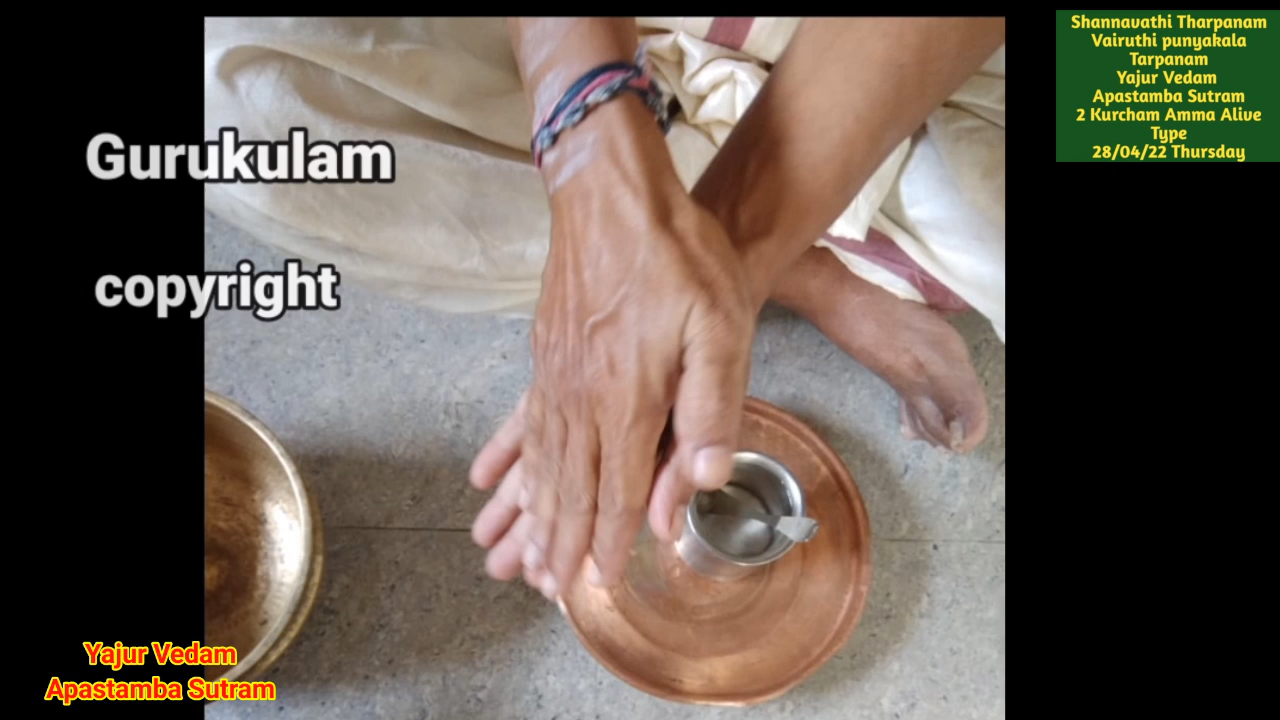 Gurukulam
copyright
Shannavathi Tharpanam
Vairuthi punyakala
Tarpanam
Yajur Vedam
Apastamba Sutram
2 Kurcham Amma Alive
Type
28/04/22 Thursday
Yajur Vedam
Apastamba Sutram